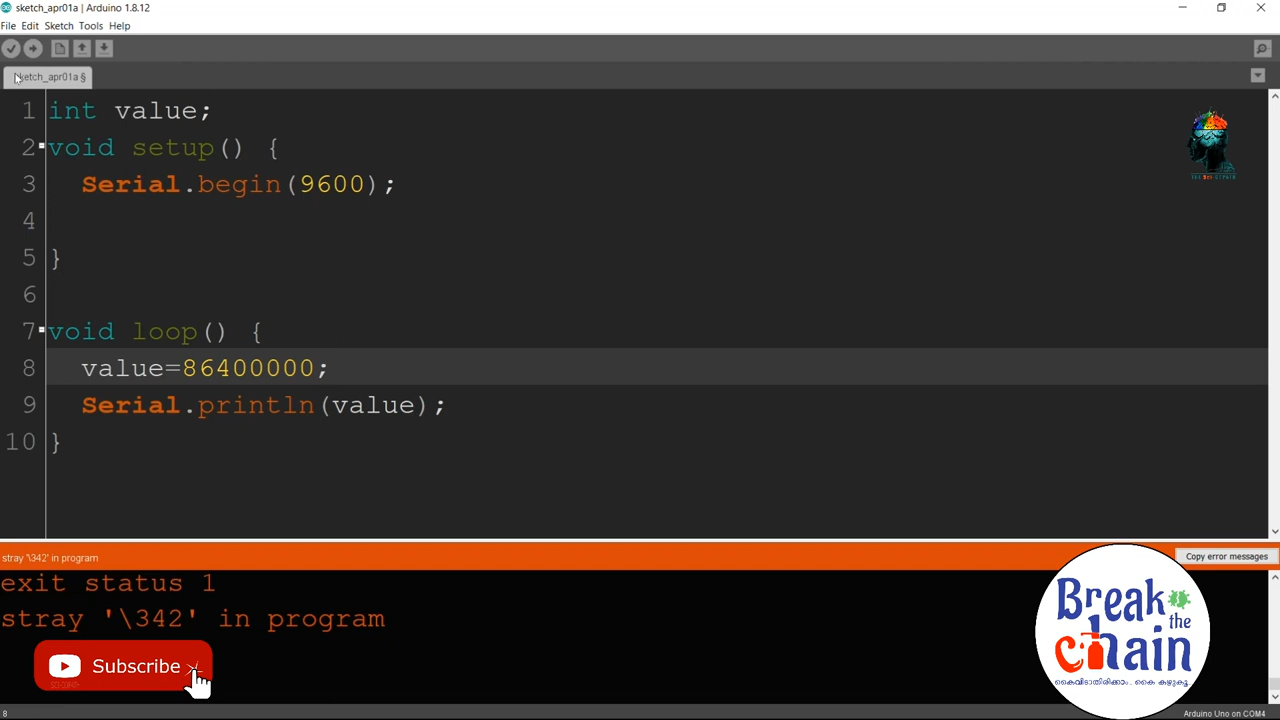 sketch_apr01a | Arduino 1.8.12
File Edit Sketch Tools Help
sketch_apr01a §
1 int value;
2 void setup() {
3 Serial.begin(9600);
4
5 }
6
7 void loop() {
8 value=86400000;
9 Serial.println(value);
10 }
stray '\342' in program
Copy error messages
exit status 1
stray '\342' in program
Subscribe
Break
the
chain
കൈവിടാതിരിക്കാം.. കൈ കഴുകൂ..
8
Arduino Uno on COM4